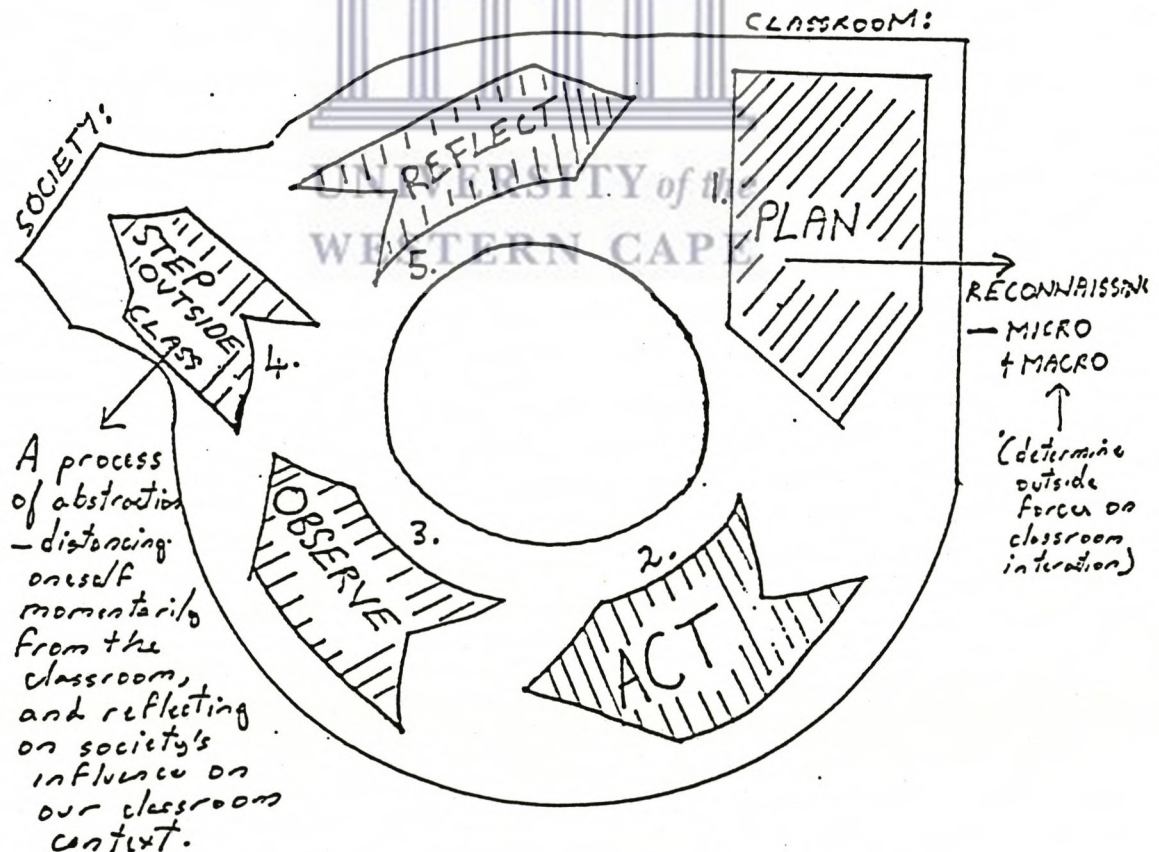 CLASSROOM:
SOCIETY:
UNIVERSITY of the
WESTERN CAPE
1.
PLAN
RECONNAISSING
— MICRO
+ MACRO
(determine
outside
forces on
classroom
interation)
2.
ACT
3.
OBSERVE
4.
STEP
OUTSIDE
CLASS
A process
of abstraction
— distancing
oneself
momentarily
from the
classroom,
and reflecting
on society's
influence on
our classroom
context.
5.
REFLECT